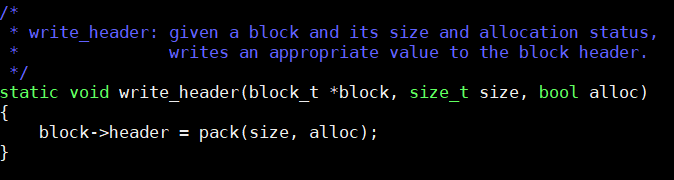 /*
 * write_header: given a block and its size and allocation status,
 *               writes an appropriate value to the block header.
 */
static void write_header(block_t *block, size_t size, bool alloc)
{
    block->header = pack(size, alloc);
}